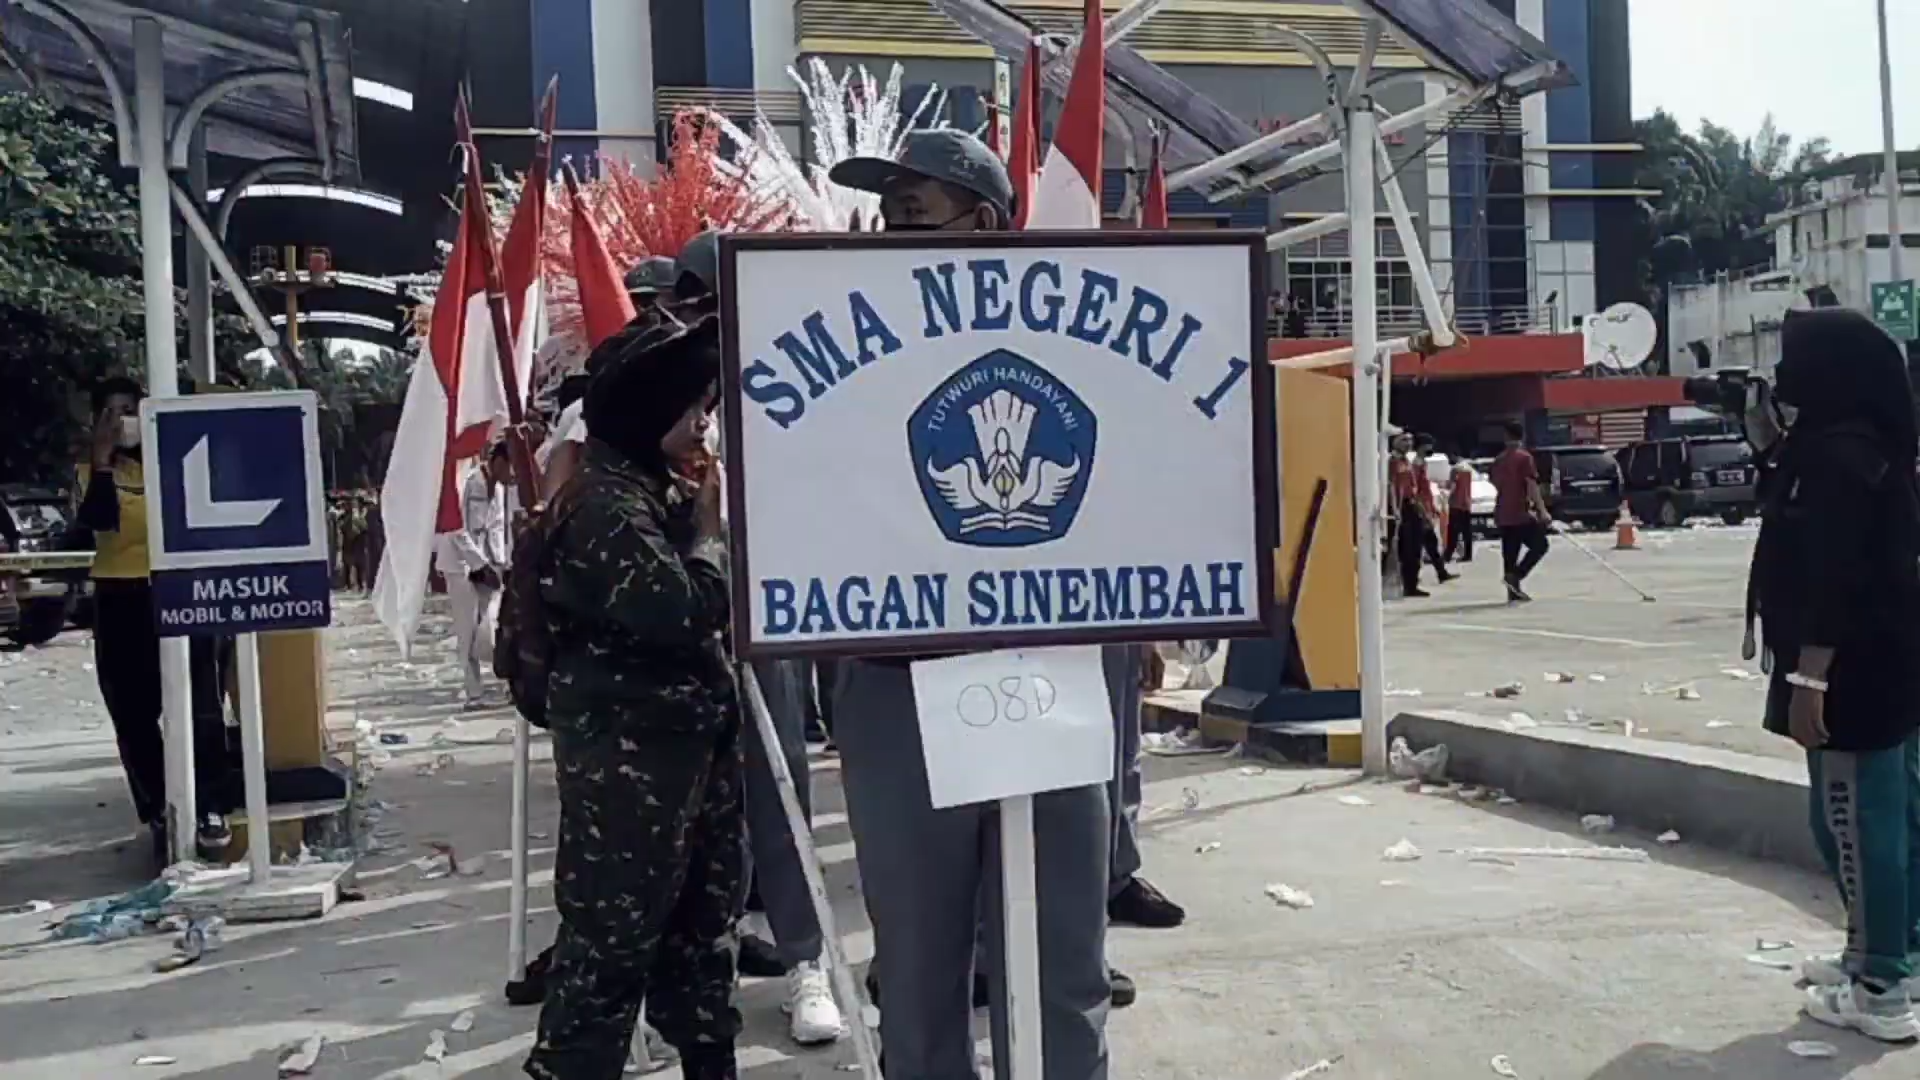 SMA NEGERI 1
TUTWURI HANDAYANI
BAGAN SINEMBAH
08D
MASUK
MOBIL & MOTOR